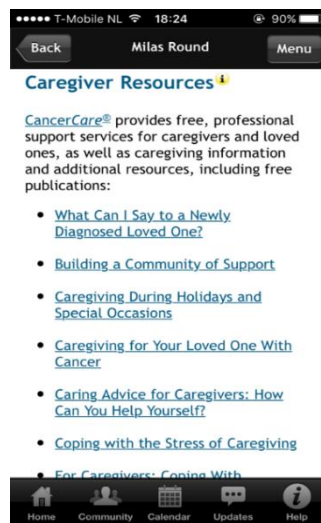 T-Mobile NL 18:24 90%
Back Milas Round Menu
Caregiver Resources
CancerCare® provides free, professional
support services for caregivers and loved
ones, as well as caregiving information
and additional resources, including free
publications:
• What Can I Say to a Newly
Diagnosed Loved One?
• Building a Community of Support
• Caregiving During Holidays and
Special Occasions
• Caregiving for Your Loved One With
Cancer
• Caring Advice for Caregivers: How
Can You Help Yourself?
• Coping with the Stress of Caregiving
• For Caregivers: Coping With
Home Community Calendar Updates Help